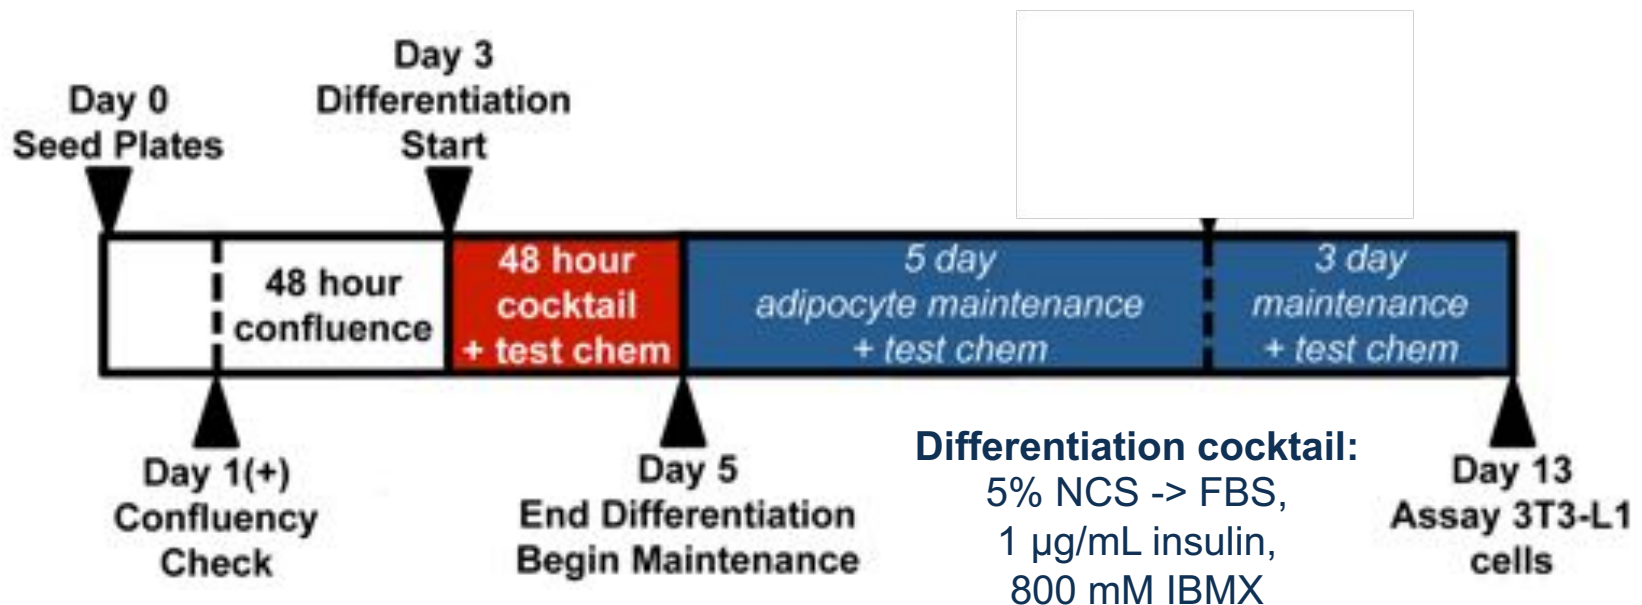 Day 0
Seed Plates
Day 3
Differentiation
Start
48 hour
confluence
48 hour
cocktail
+ test chem
5 day
adipocyte maintenance
+ test chem
3 day
maintenance
+ test chem
Day 1(+)
Confluency
Check
Day 5
End Differentiation
Begin Maintenance
Differentiation cocktail:
5% NCS -> FBS,
1 µg/mL insulin,
800 mM IBMX
Day 13
Assay 3T3-L1
cells